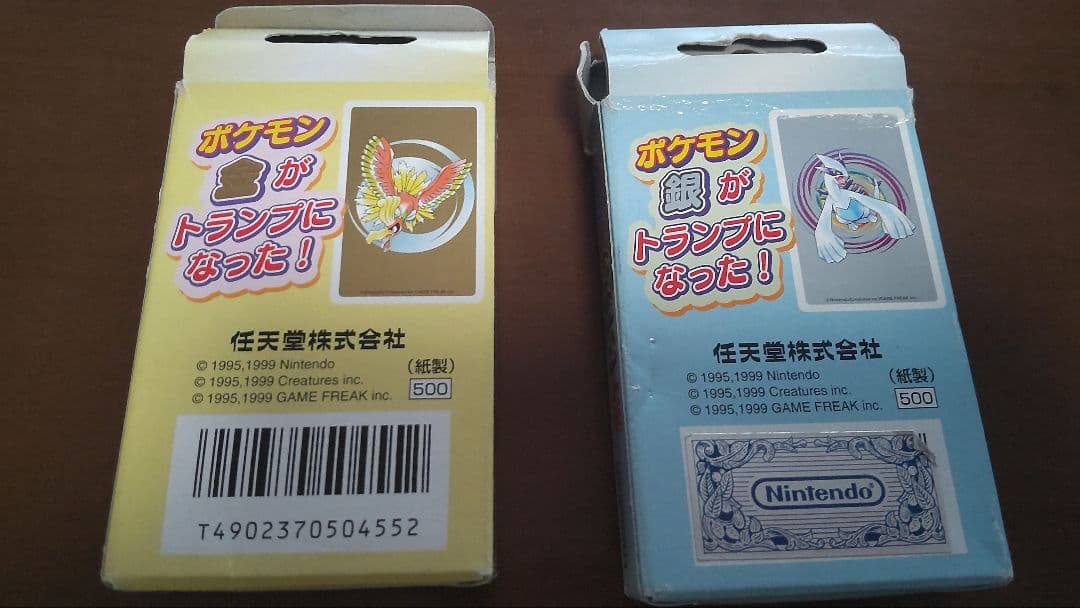 ポケモン
金が
トランプに
なった！
任天堂株式会社
© 1995,1999 Nintendo
© 1995,1999 Creatures inc.
© 1995,1999 GAME FREAK inc.
（紙製）
500
T4902370504552
ポケモン
銀が
トランプに
なった！
任天堂株式会社
© 1995,1999 Nintendo
© 1995,1999 Creatures inc.
© 1995,1999 GAME FREAK inc.
（紙製）
500
Nintendo